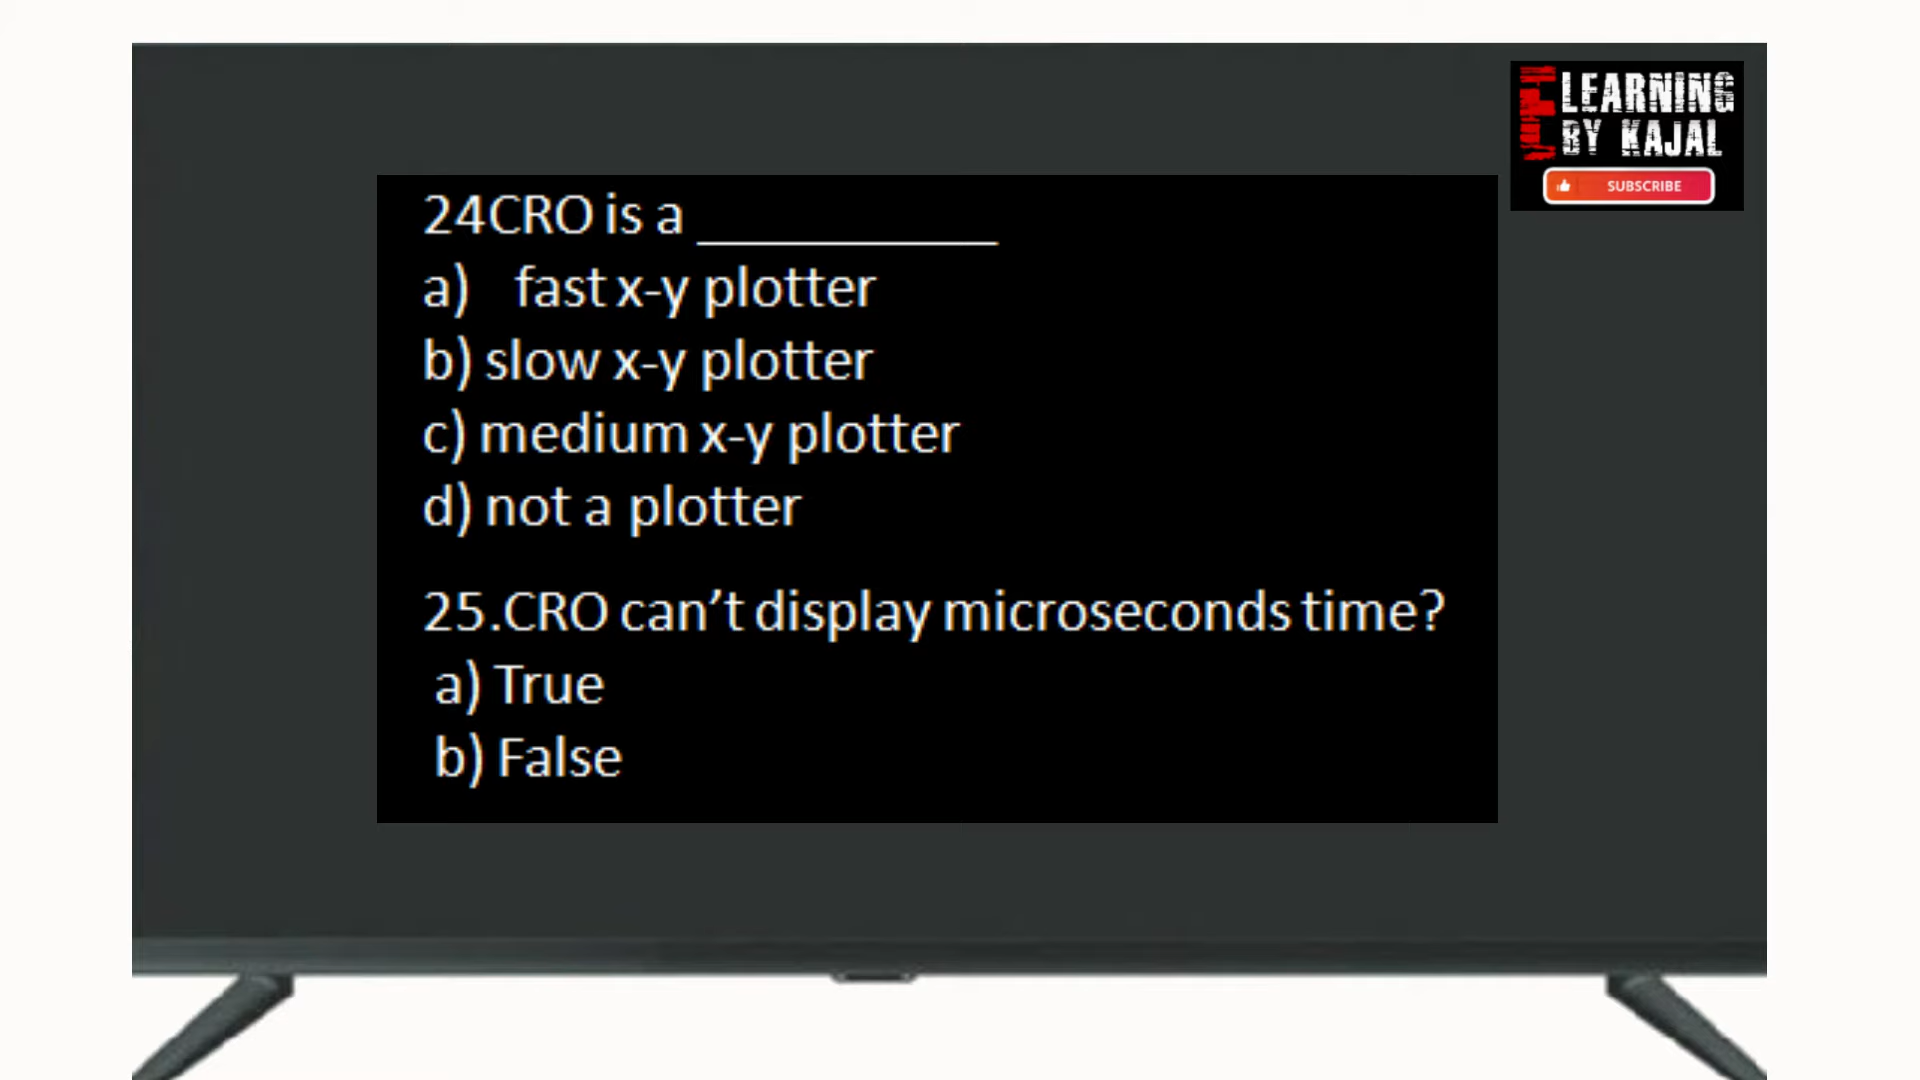 LEARNING
BY KAJAL
SUBSCRIBE
24CRO is a ___________
a) fast x-y plotter
b) slow x-y plotter
c) medium x-y plotter
d) not a plotter
25.CRO can’t display microseconds time?
a) True
b) False